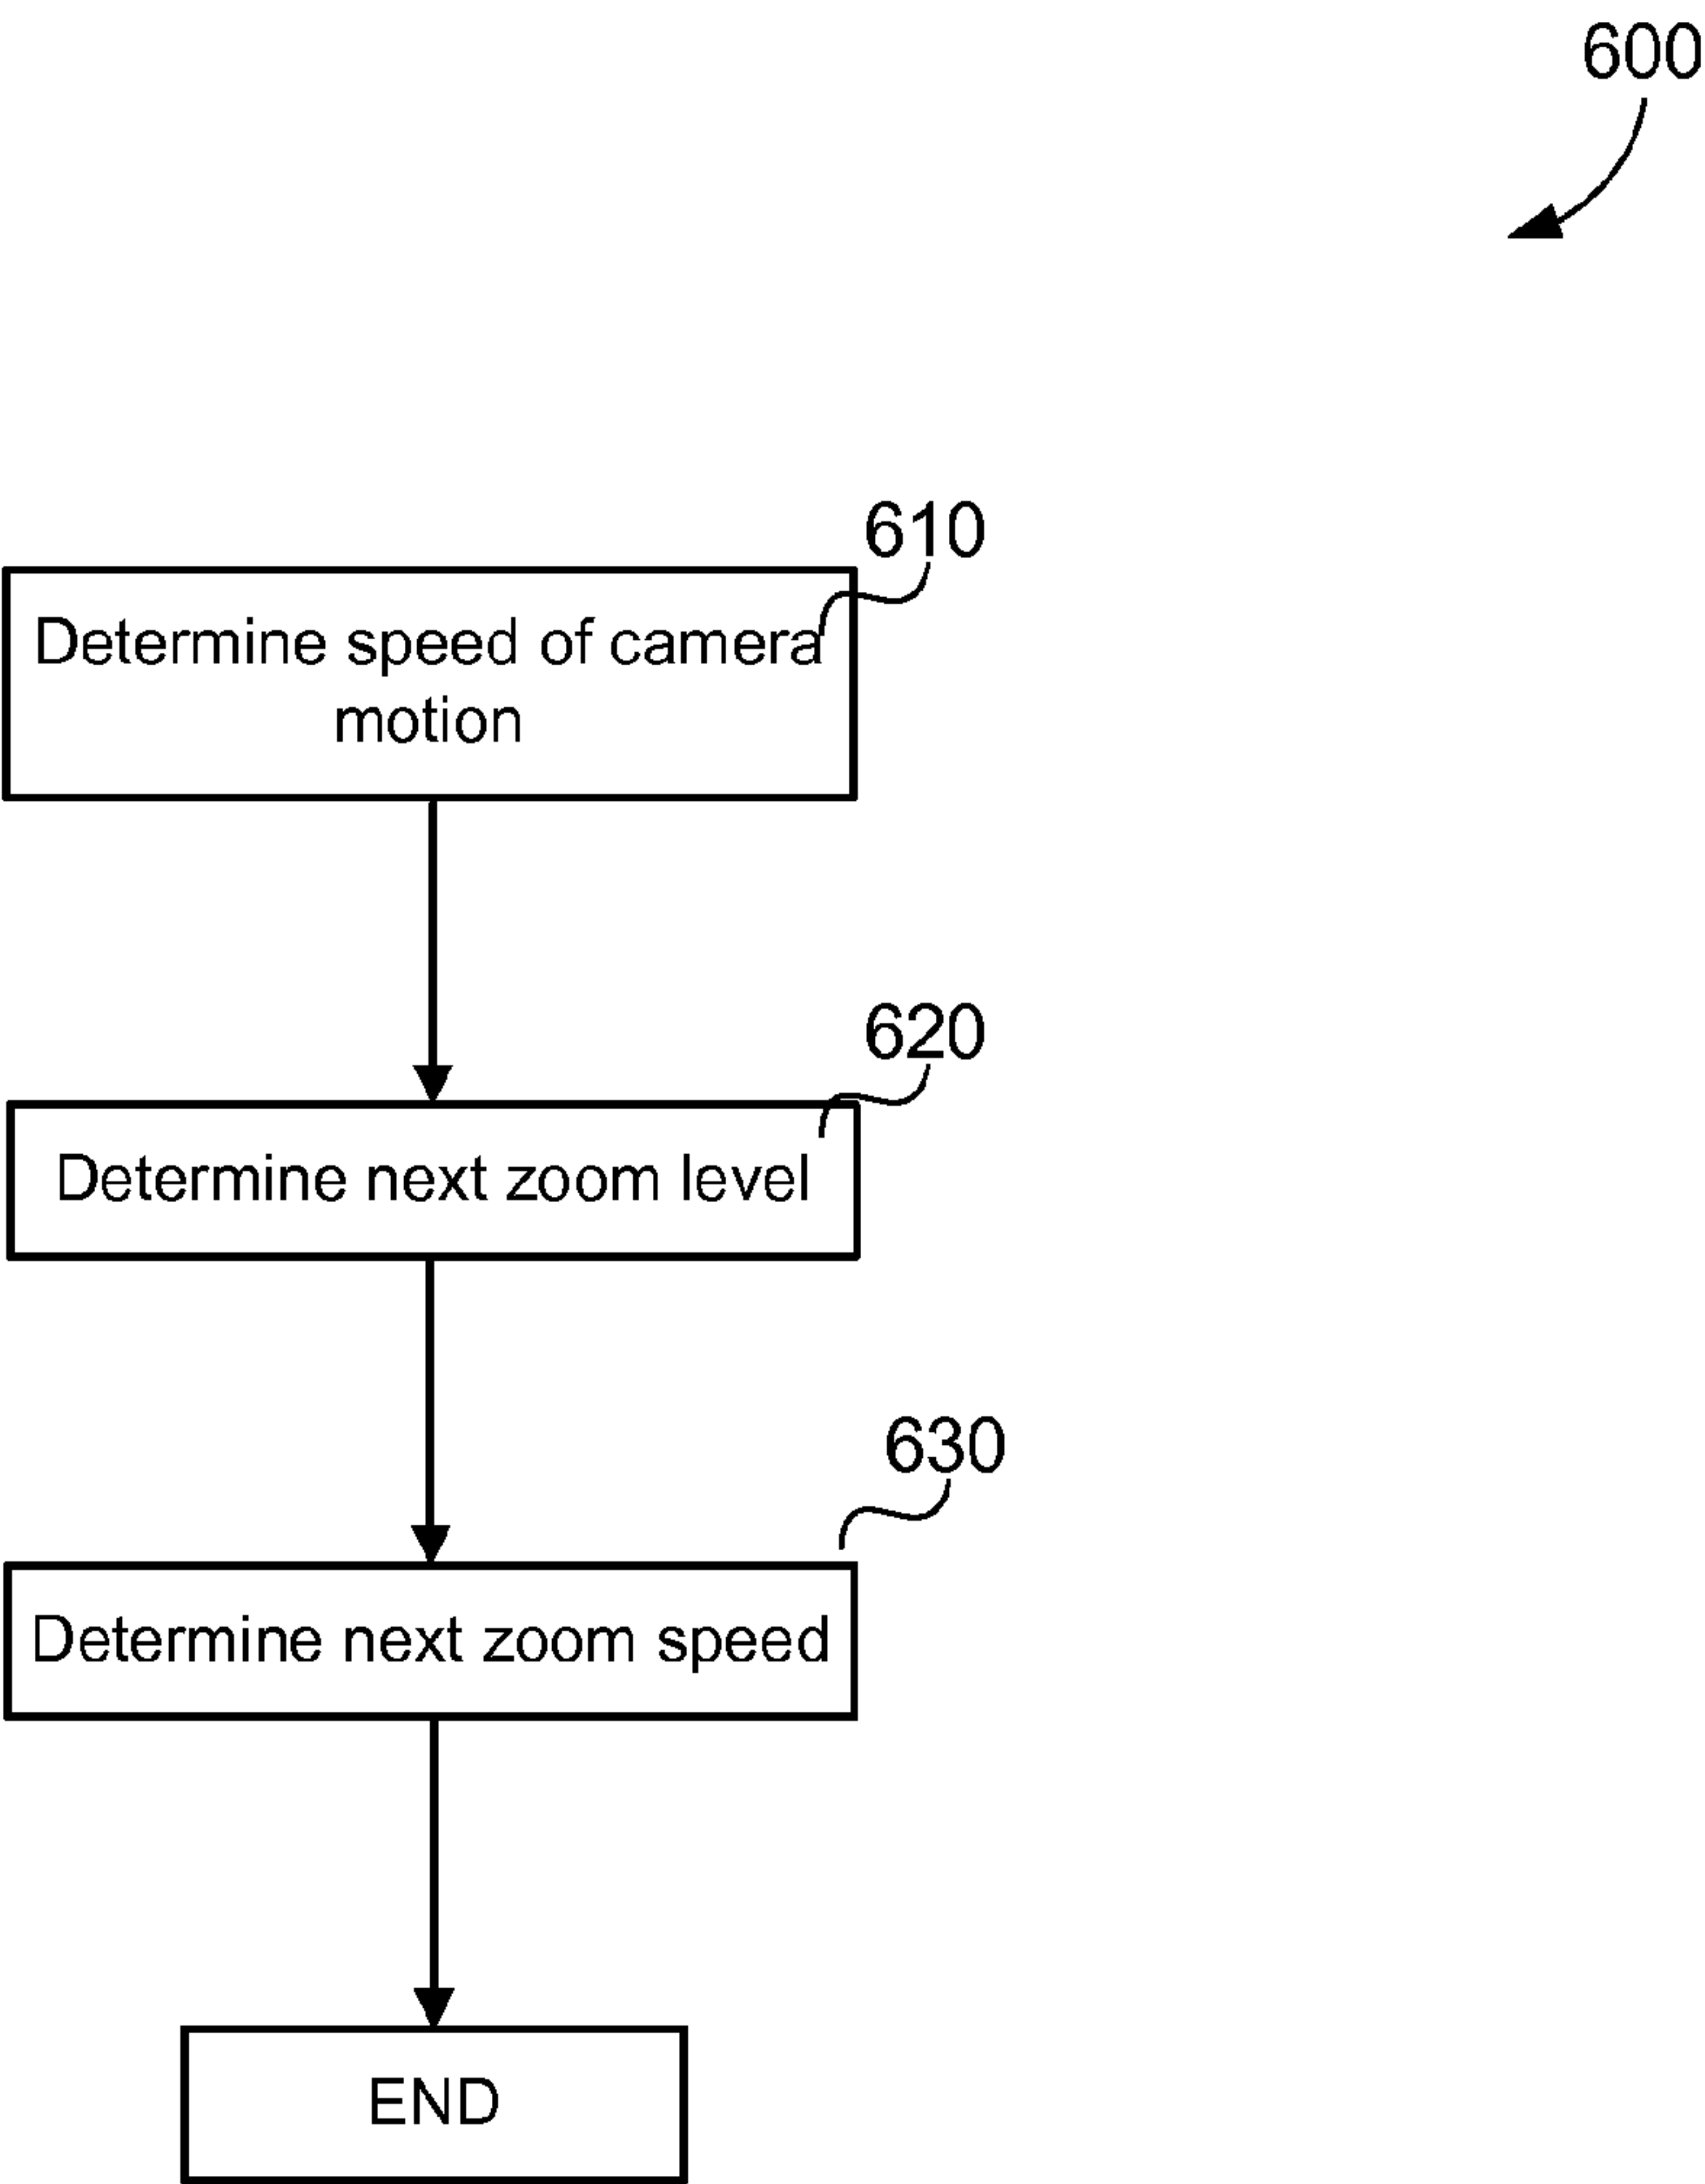 600
610
Determine speed of camera
motion
620
Determine next zoom level
630
Determine next zoom speed
END